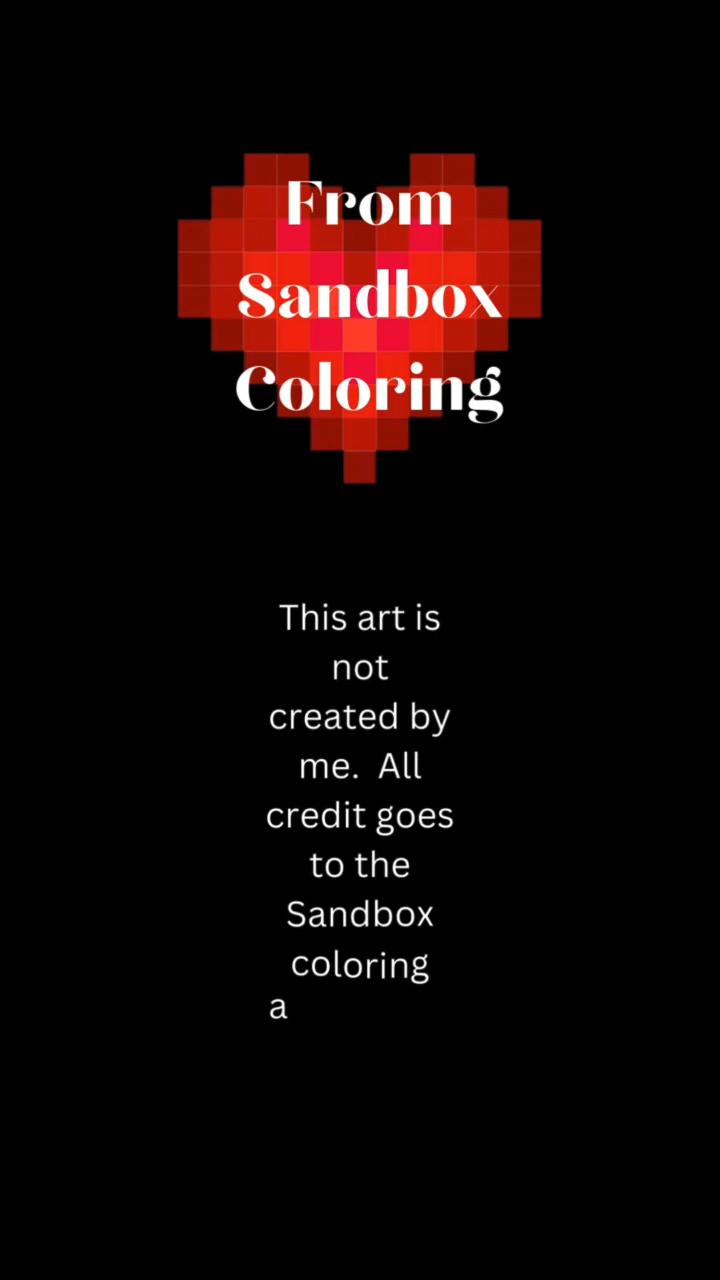 From
Sandbox
Coloring
This art is
not
created by
me.  All
credit goes
to the
Sandbox
coloring
a